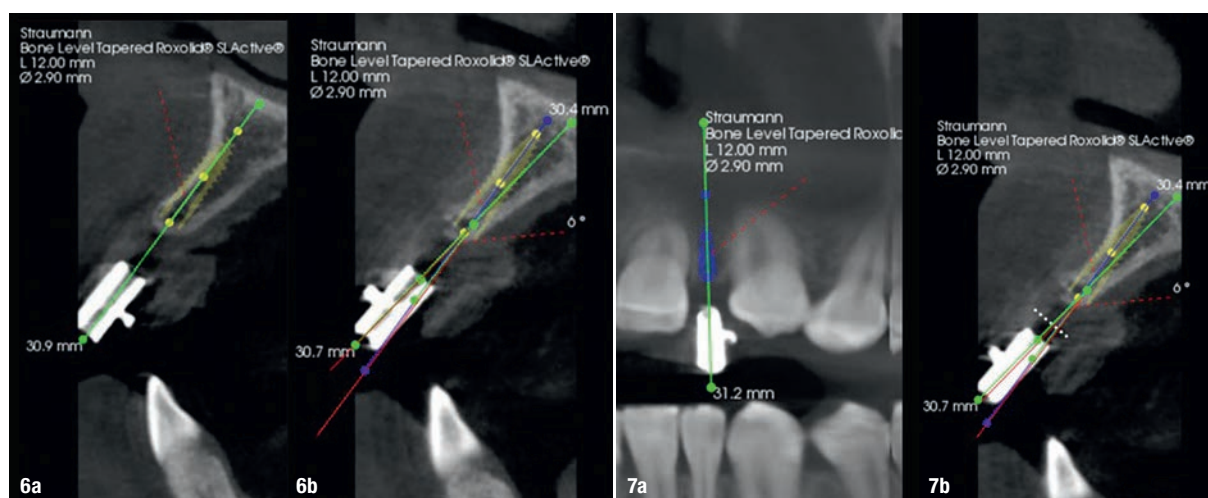 Straumann
Bone Level Tapered Roxolid® SLActive®
L 12.00 mm
Ø 2.90 mm
30.9 mm
6a
Straumann
Bone Level Tapered Roxolid® SLActive®
L 12.00 mm
Ø 2.90 mm
30.4 mm
6°
30.7 mm
6b
Straumann
Bone Level Tapered Roxolid
L 12.00 mm
Ø 2.90 mm
31.2 mm
7a
Straumann
Bone Level Tapered Roxolid® SLActive®
L 12.00 mm
Ø 2.90 mm
30.4 mm
6°
30.7 mm
7b